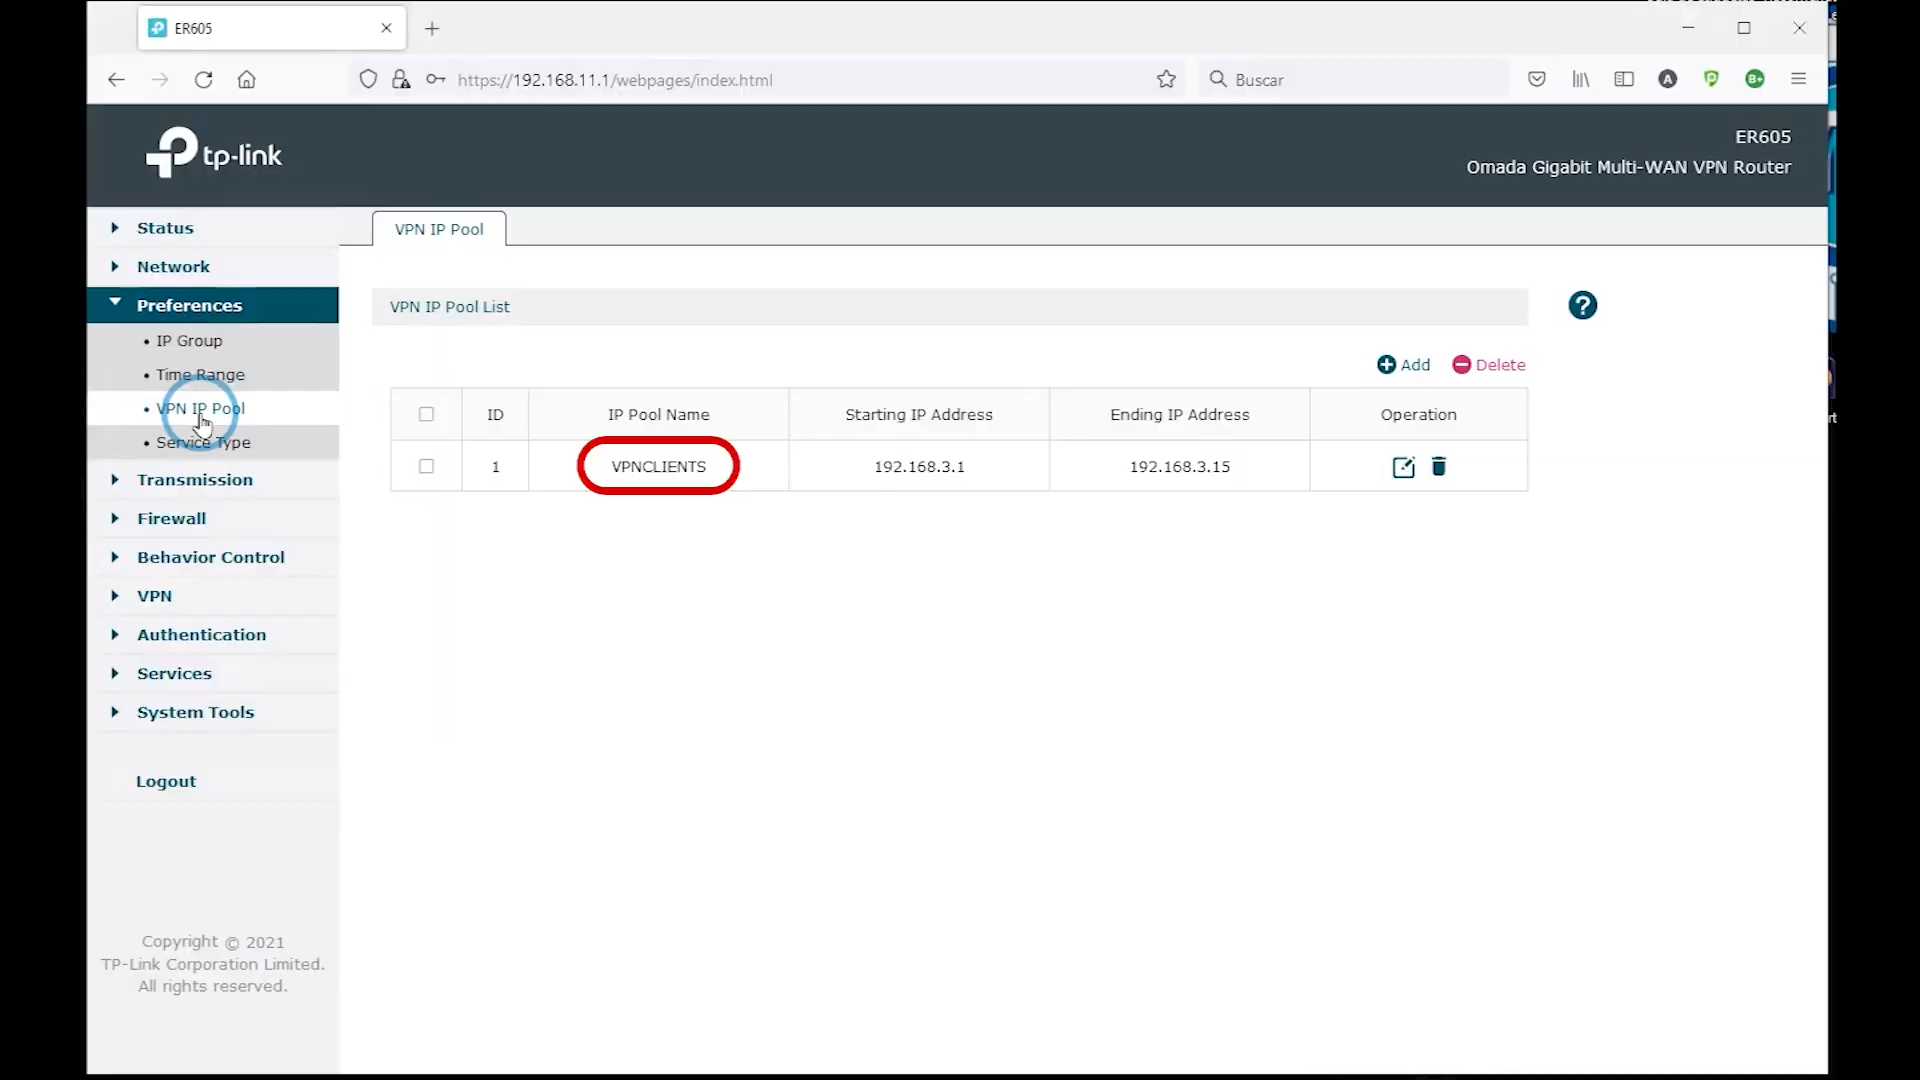 ER605
https://192.168.11.1/webpages/index.html
Buscar
A
B+
tp-link
ER605
Omada Gigabit Multi-WAN VPN Router
Status
Network
Preferences
• IP Group
• Time Range
• VPN IP Pool
• Service Type
Transmission
Firewall
Behavior Control
VPN
Authentication
Services
System Tools
Logout
Copyright © 2021
TP-Link Corporation Limited.
All rights reserved.
VPN IP Pool
VPN IP Pool List
?
Add Delete
ID IP Pool Name Starting IP Address Ending IP Address Operation
1 VPNCLIENTS 192.168.3.1 192.168.3.15